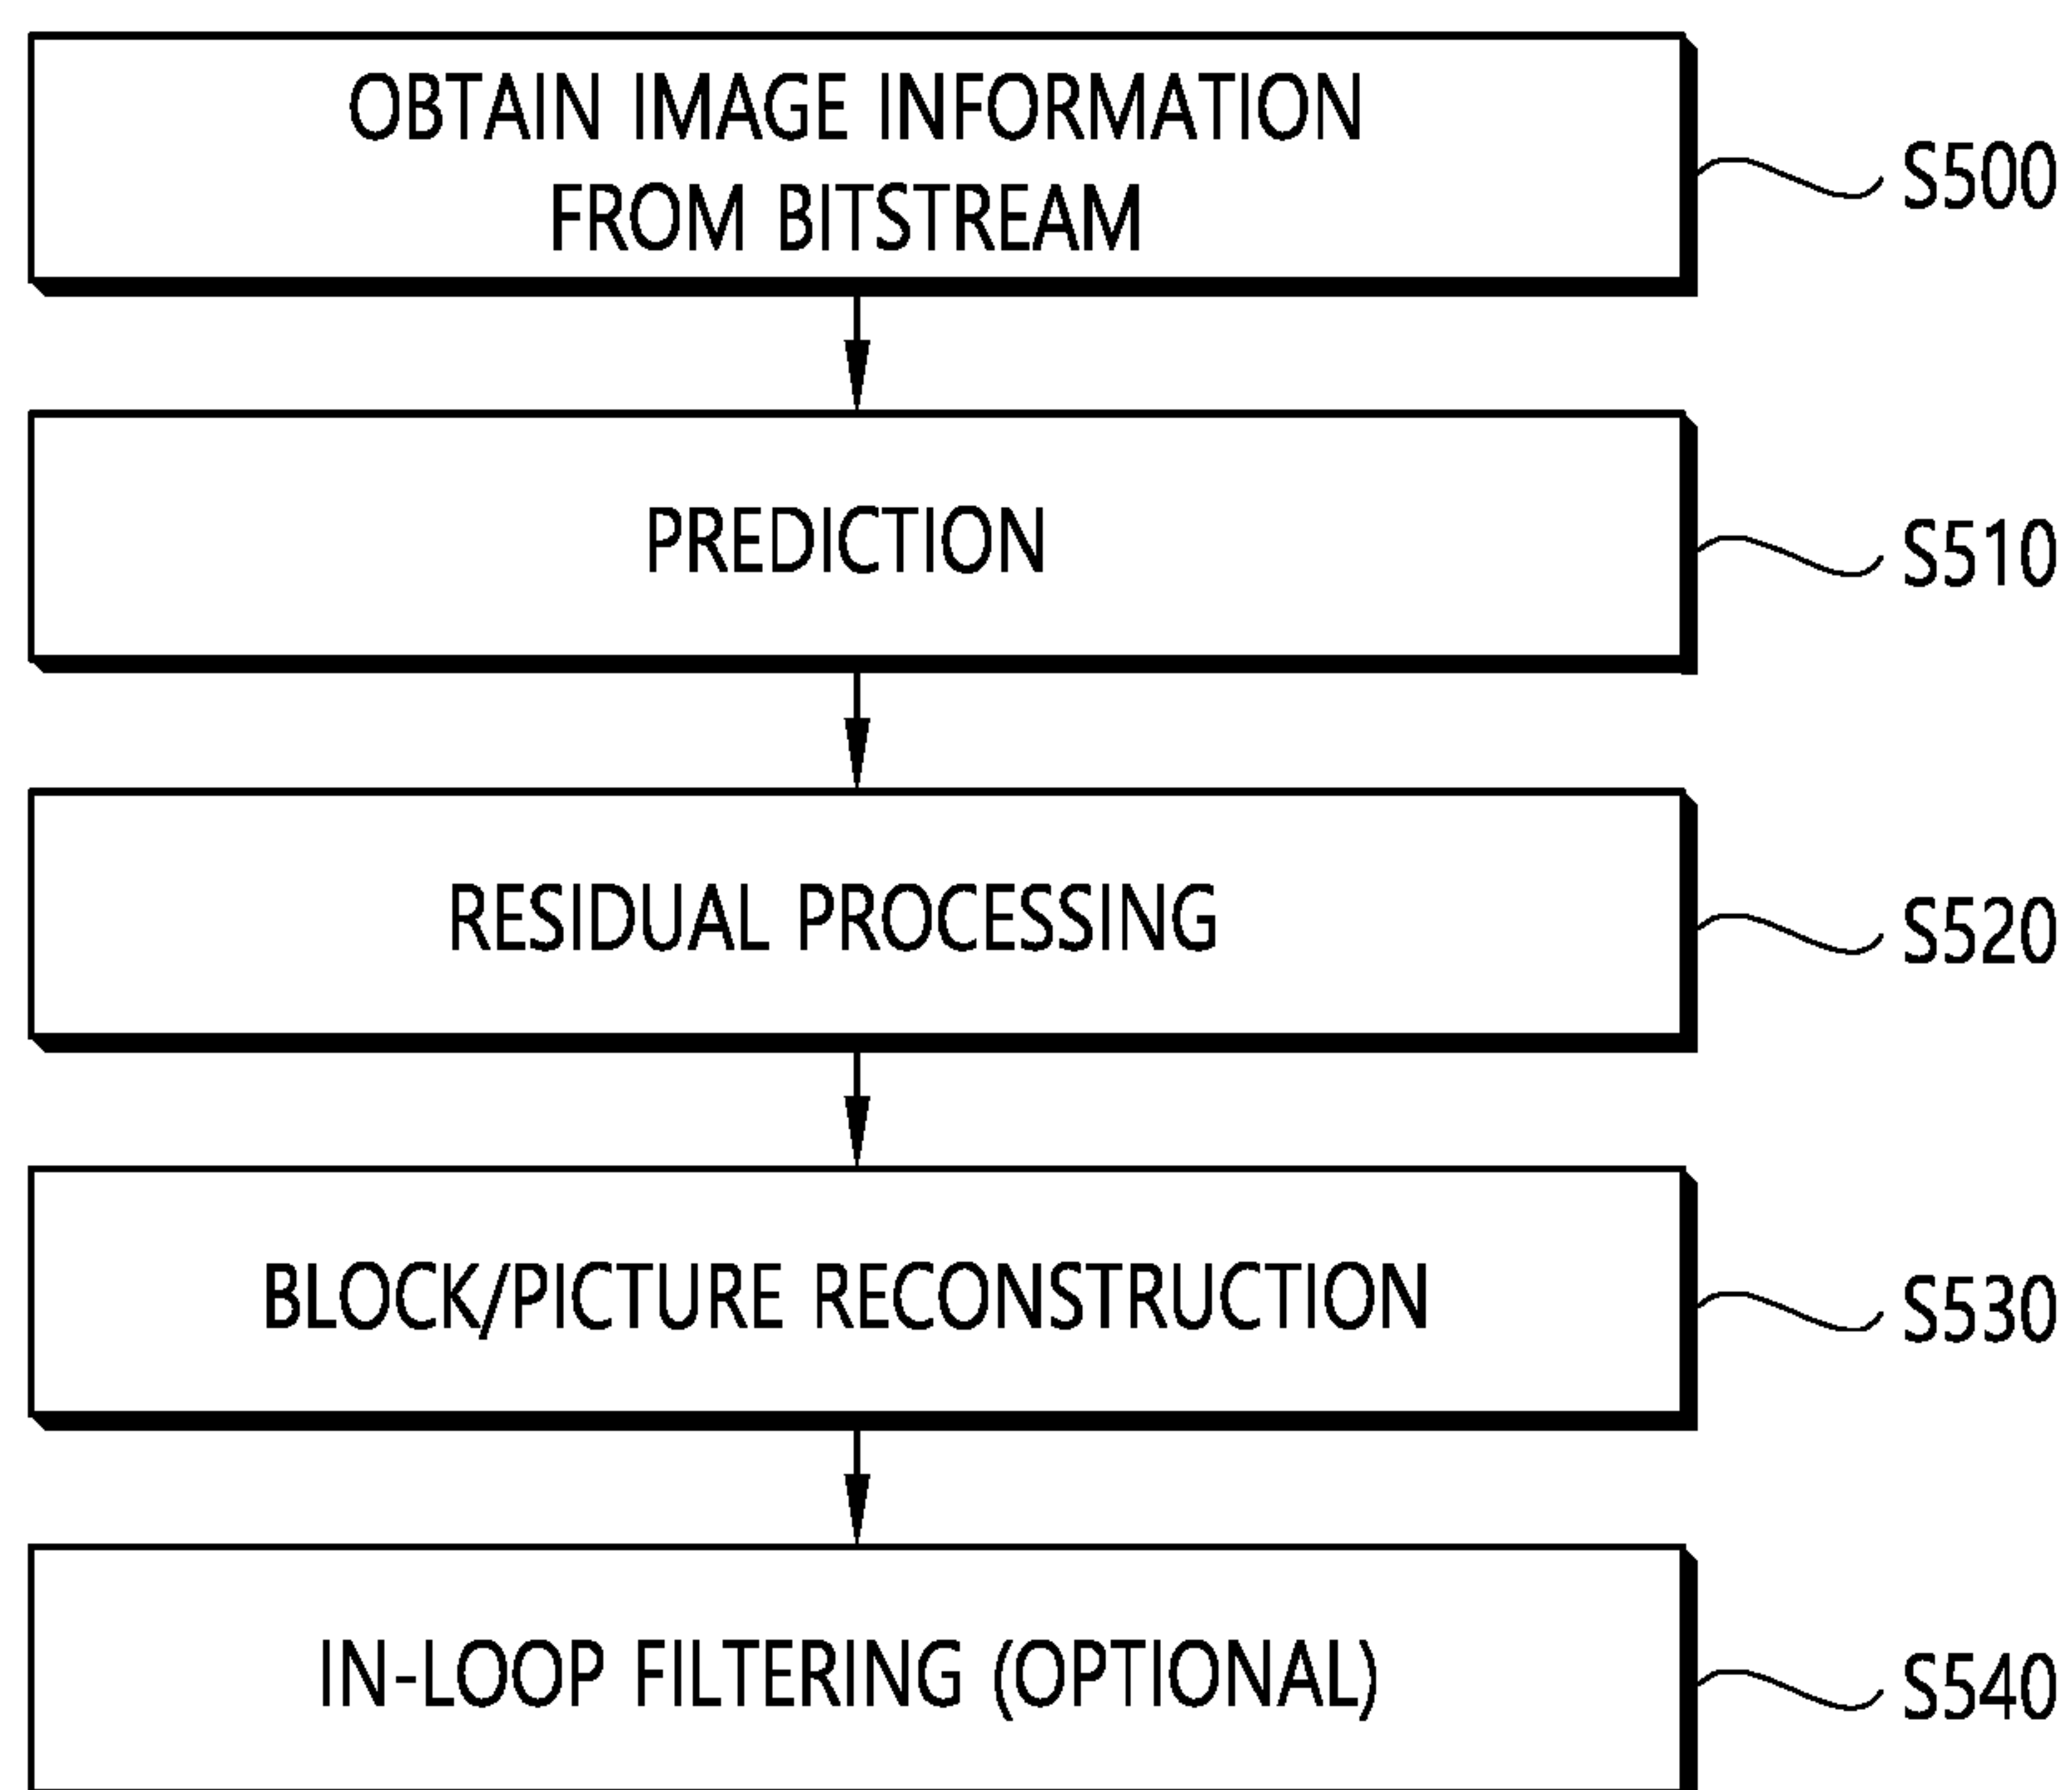 OBTAIN IMAGE INFORMATION
FROM BITSTREAM
S500
PREDICTION
S510
RESIDUAL PROCESSING
S520
BLOCK/PICTURE RECONSTRUCTION
S530
IN-LOOP FILTERING (OPTIONAL)
S540